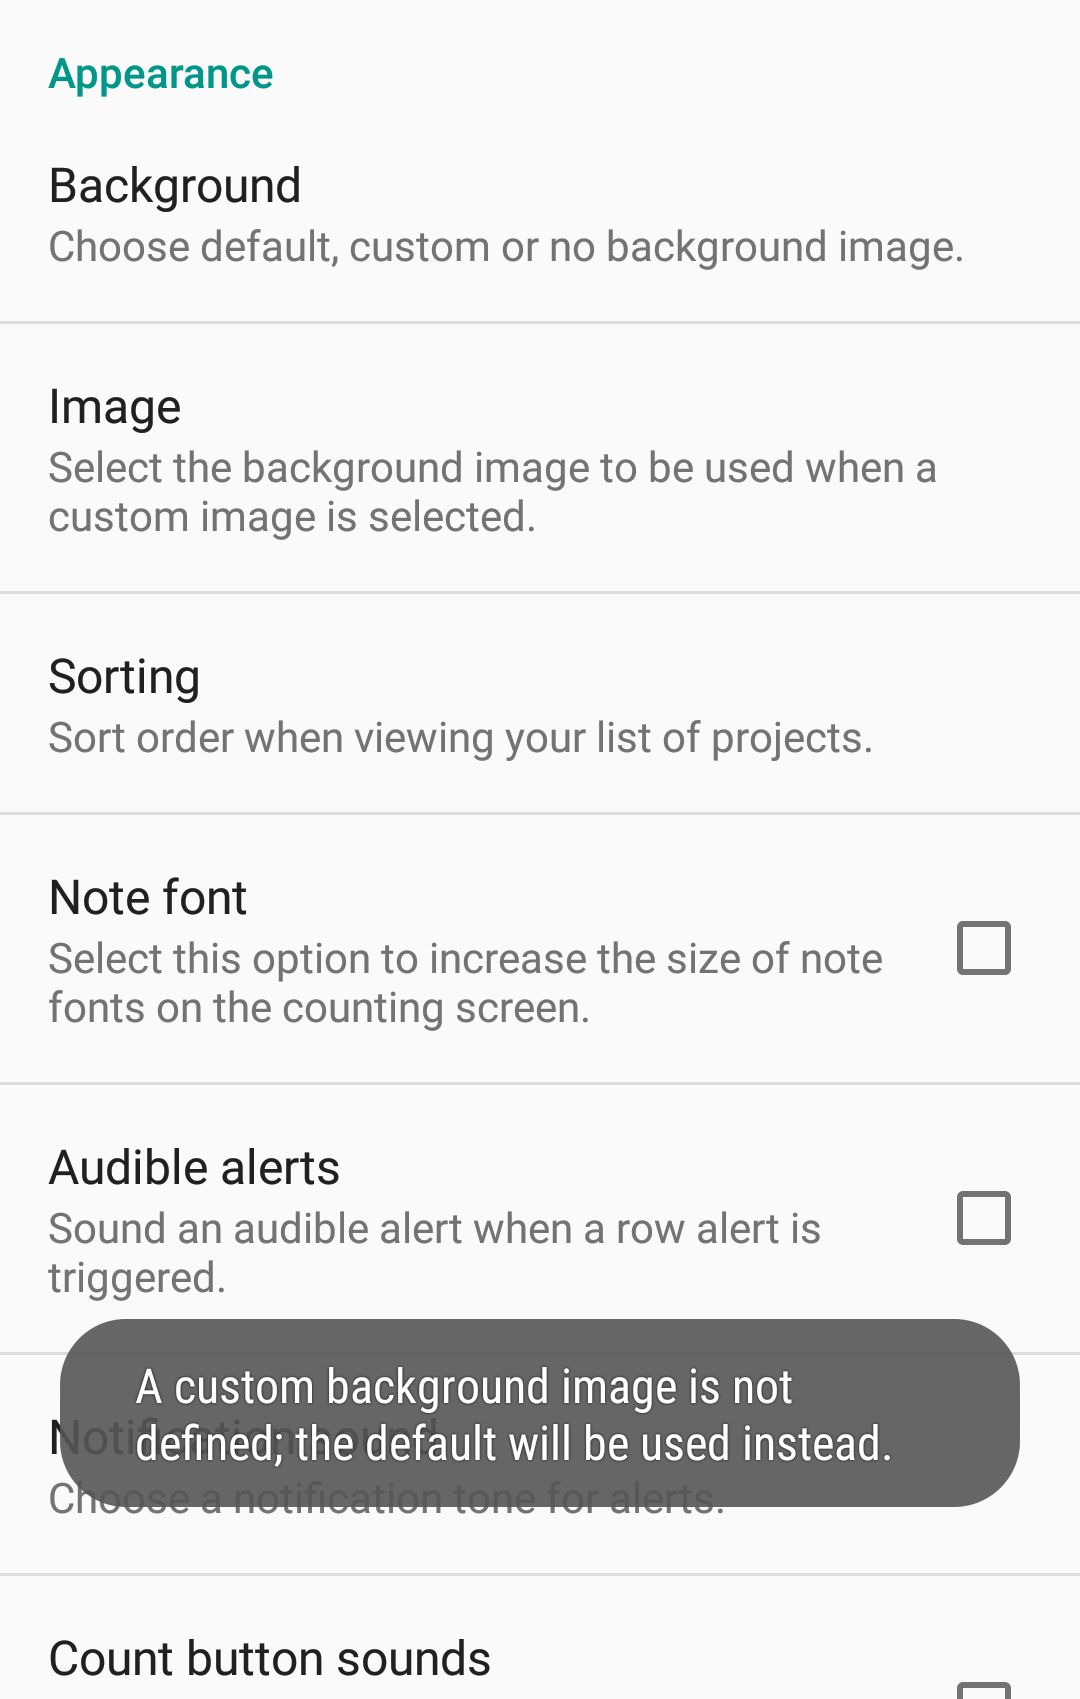 Appearance
Background
Choose default, custom or no background image.
Image
Select the background image to be used when a
custom image is selected.
Sorting
Sort order when viewing your list of projects.
Note font
Select this option to increase the size of note
fonts on the counting screen.
Audible alerts
Sound an audible alert when a row alert is
triggered.
A custom background image is not
defined; the default will be used instead.
Notification sound
Choose a notification tone for alerts.
Count button sounds